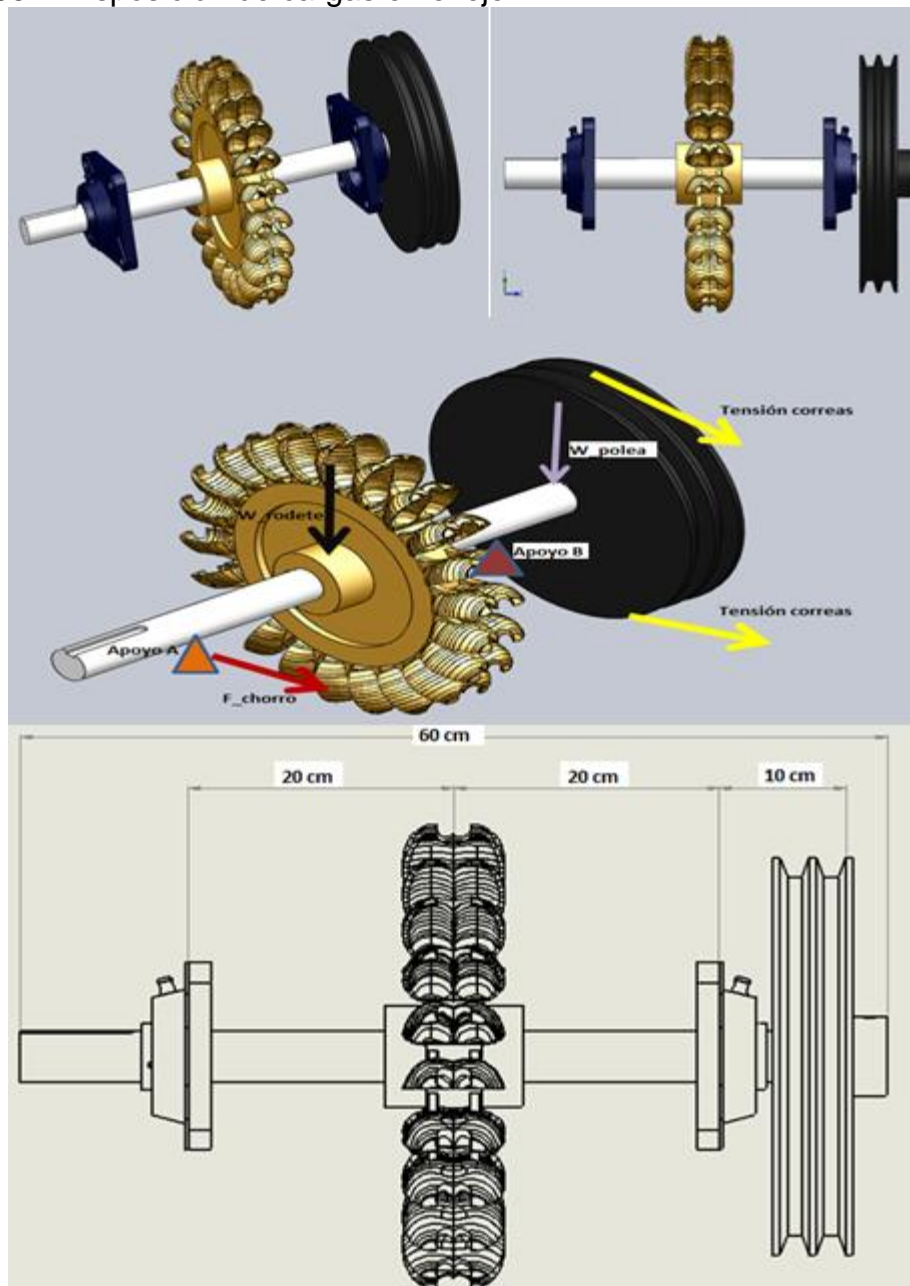 Tensión correas
W_polea
W_rodete
Apoyo B
Tensión correas
Apoyo A
F_chorro
60 cm
20 cm
20 cm
10 cm